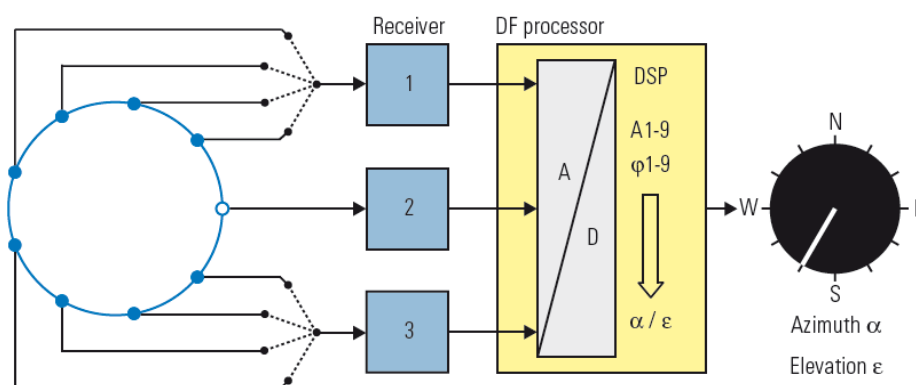 Receiver
DF processor
1
2
3
A
D
DSP
A1-9
φ1-9
α / ε
N
W
S
Azimuth α
Elevation ε